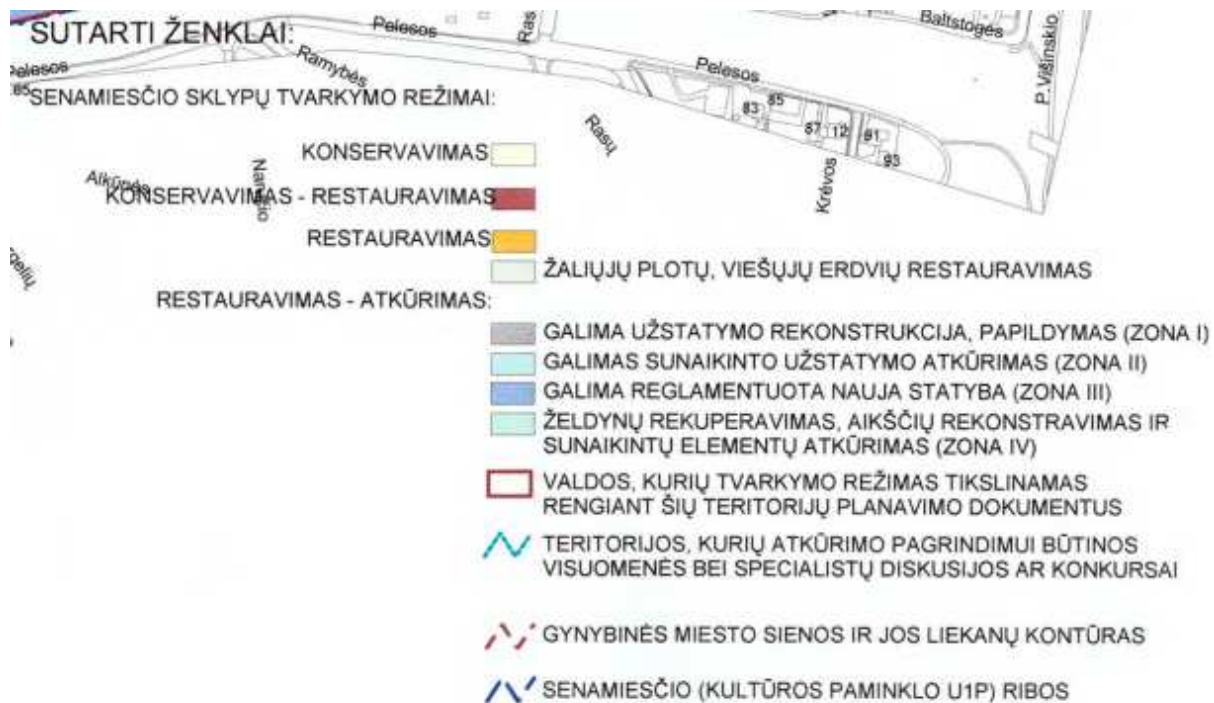 SUTARTI ŽENKLAI:
Pelesos
Ras
Baltstogės
Pelesos
Ramybės
Pelesos
P.Višinskio
85
SENAMIESČIO SKLYPŲ TVARKYMO REŽIMAI:
83
85
87
12
91
93
Rasų
Krėvos
KONSERVAVIMAS
Alkūnės
KONSERVAVIMAS - RESTAURAVIMAS
RESTAURAVIMAS
ŽALIŲJŲ PLOTŲ, VIEŠŲJŲ ERDVIŲ RESTAURAVIMAS
RESTAURAVIMAS - ATKŪRIMAS:
GALIMA UŽSTATYMO REKONSTRUKCIJA, PAPILDYMAS (ZONA I)
GALIMAS SUNAIKINTO UŽSTATYMO ATKŪRIMAS (ZONA II)
GALIMA REGLAMENTUOTA NAUJA STATYBA (ZONA III)
ŽELDYNŲ REKUPERAVIMAS, AIKŠČIŲ REKONSTRAVIMAS IR
SUNAIKINTŲ ELEMENTŲ ATKŪRIMAS (ZONA IV)
VALDOS, KURIŲ TVARKYMO REŽIMAS TIKSLINAMAS
RENGIANT ŠIŲ TERITORIJŲ PLANAVIMO DOKUMENTUS
TERITORIJOS, KURIŲ ATKŪRIMO PAGRINDIMUI BŪTINOS
VISUOMENĖS BEI SPECIALISTŲ DISKUSIJOS AR KONKURSAI
GYNYBINĖS MIESTO SIENOS IR JOS LIEKANŲ KONTŪRAS
SENAMIESČIO (KULTŪROS PAMINKLO U1P) RIBOS